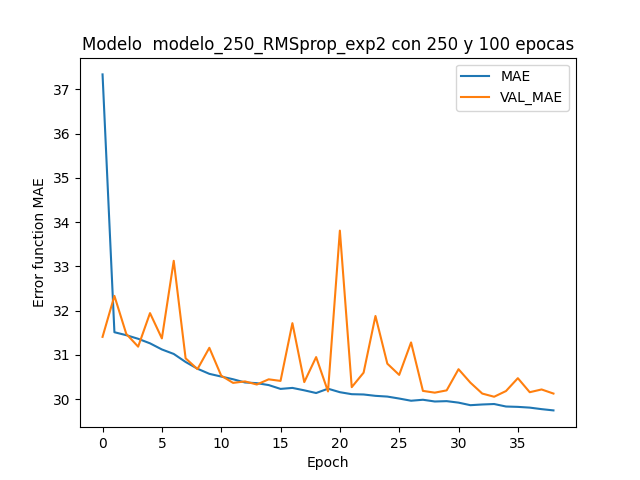 Modelo  modelo_250_RMSprop_exp2 con 250 y 100 epocas
MAE
VAL_MAE
Error function MAE
37
36
35
34
33
32
31
30
0 5 10 15 20 25 30 35
Epoch